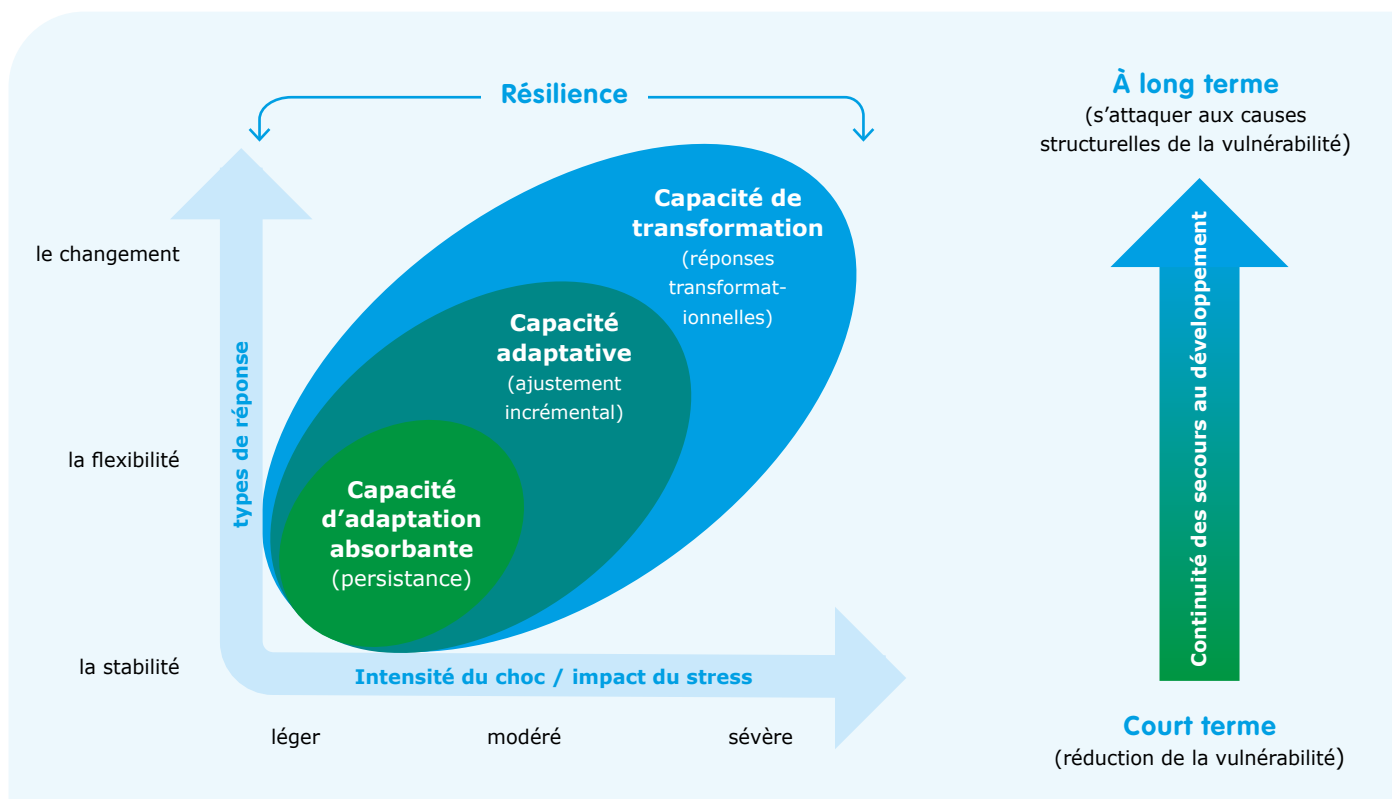 Résilience
À long terme
(s'attaquer aux causes
structurelles de la vulnérabilité)
Capacité de
transformation
(réponses
transformat-
ionnelles)
le changement
Capacité
adaptative
(ajustement
incrémental)
types de réponse
la flexibilité
Capacité
d'adaptation
absorbante
(persistance)
Continuité des secours au développement
la stabilité
Intensité du choc / impact du stress
léger
modéré
sévère
Court terme
(réduction de la vulnérabilité)